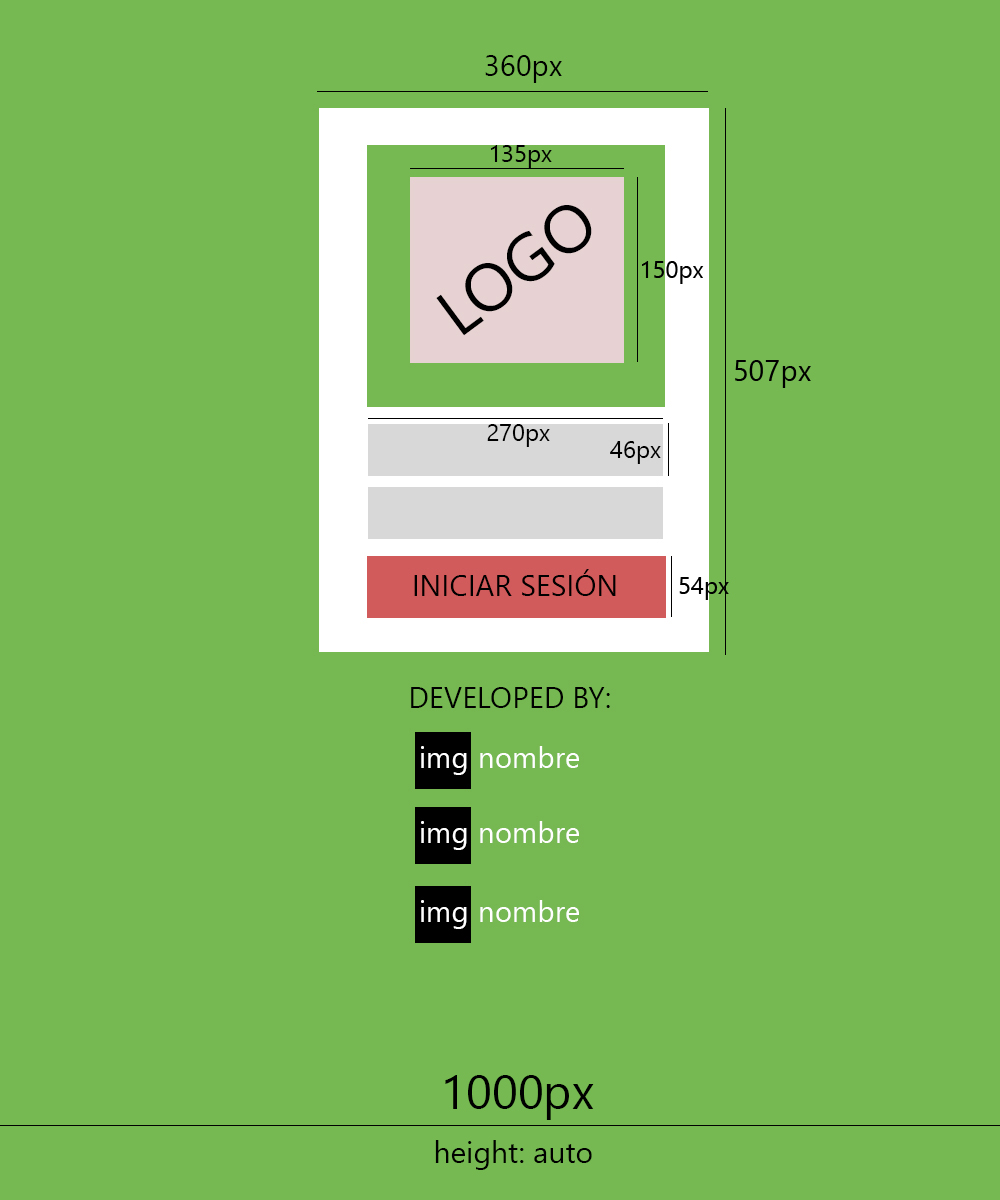 360px
135px
LOGO
150px
507px
270px
46px
INICIAR SESIÓN
54px
DEVELOPED BY:
img nombre
img nombre
img nombre
1000px
height: auto